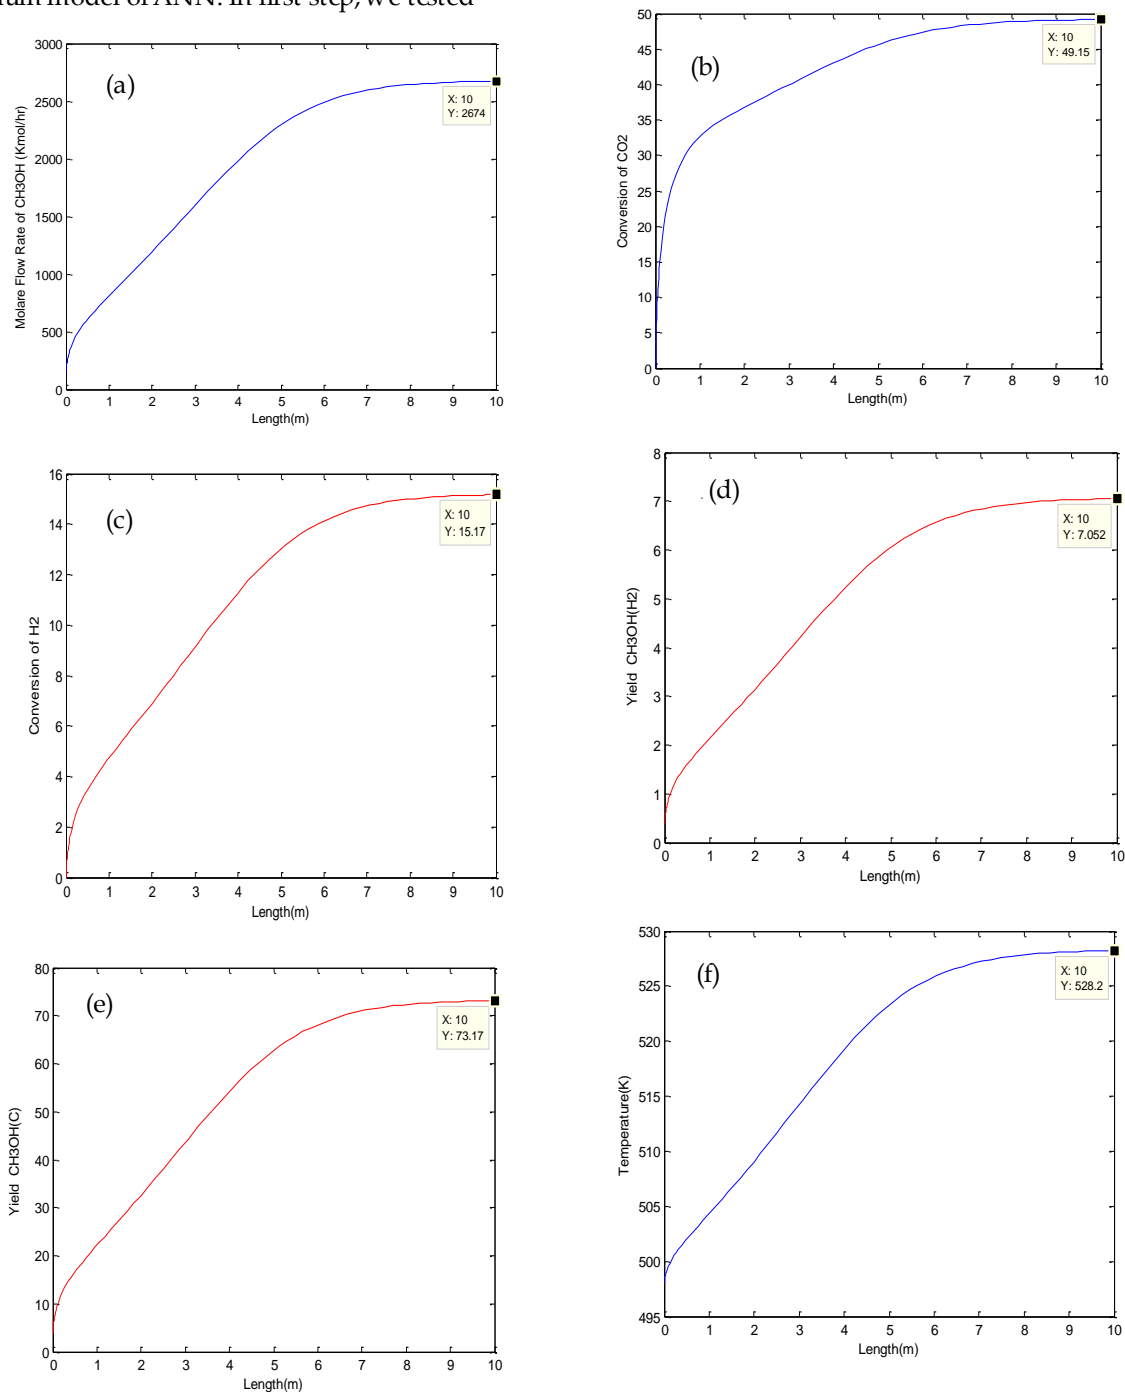 model of ANN. In first step, we tested
(a)
3000
2500
2000
1500
1000
500
0
Molare Flow Rate of CH3OH (Kmol/hr)
X: 10
Y: 2674
0 1 2 3 4 5 6 7 8 9 10
Length(m)
(b)
50
45
40
35
30
25
20
15
10
5
0
Conversion of CO2
X: 10
Y: 49.15
0 1 2 3 4 5 6 7 8 9 10
Length(m)
(c)
16
14
12
10
8
6
4
2
0
Conversion of H2
X: 10
Y: 15.17
0 1 2 3 4 5 6 7 8 9 10
Length(m)
(d)
8
7
6
5
4
3
2
1
0
Yield CH3OH(H2)
X: 10
Y: 7.052
0 1 2 3 4 5 6 7 8 9 10
Length(m)
(e)
80
70
60
50
40
30
20
10
0
Yield CH3OH(C)
X: 10
Y: 73.17
0 1 2 3 4 5 6 7 8 9 10
Length(m)
(f)
530
525
520
515
510
505
500
495
Temperature(K)
X: 10
Y: 528.2
0 1 2 3 4 5 6 7 8 9 10
Length(m)